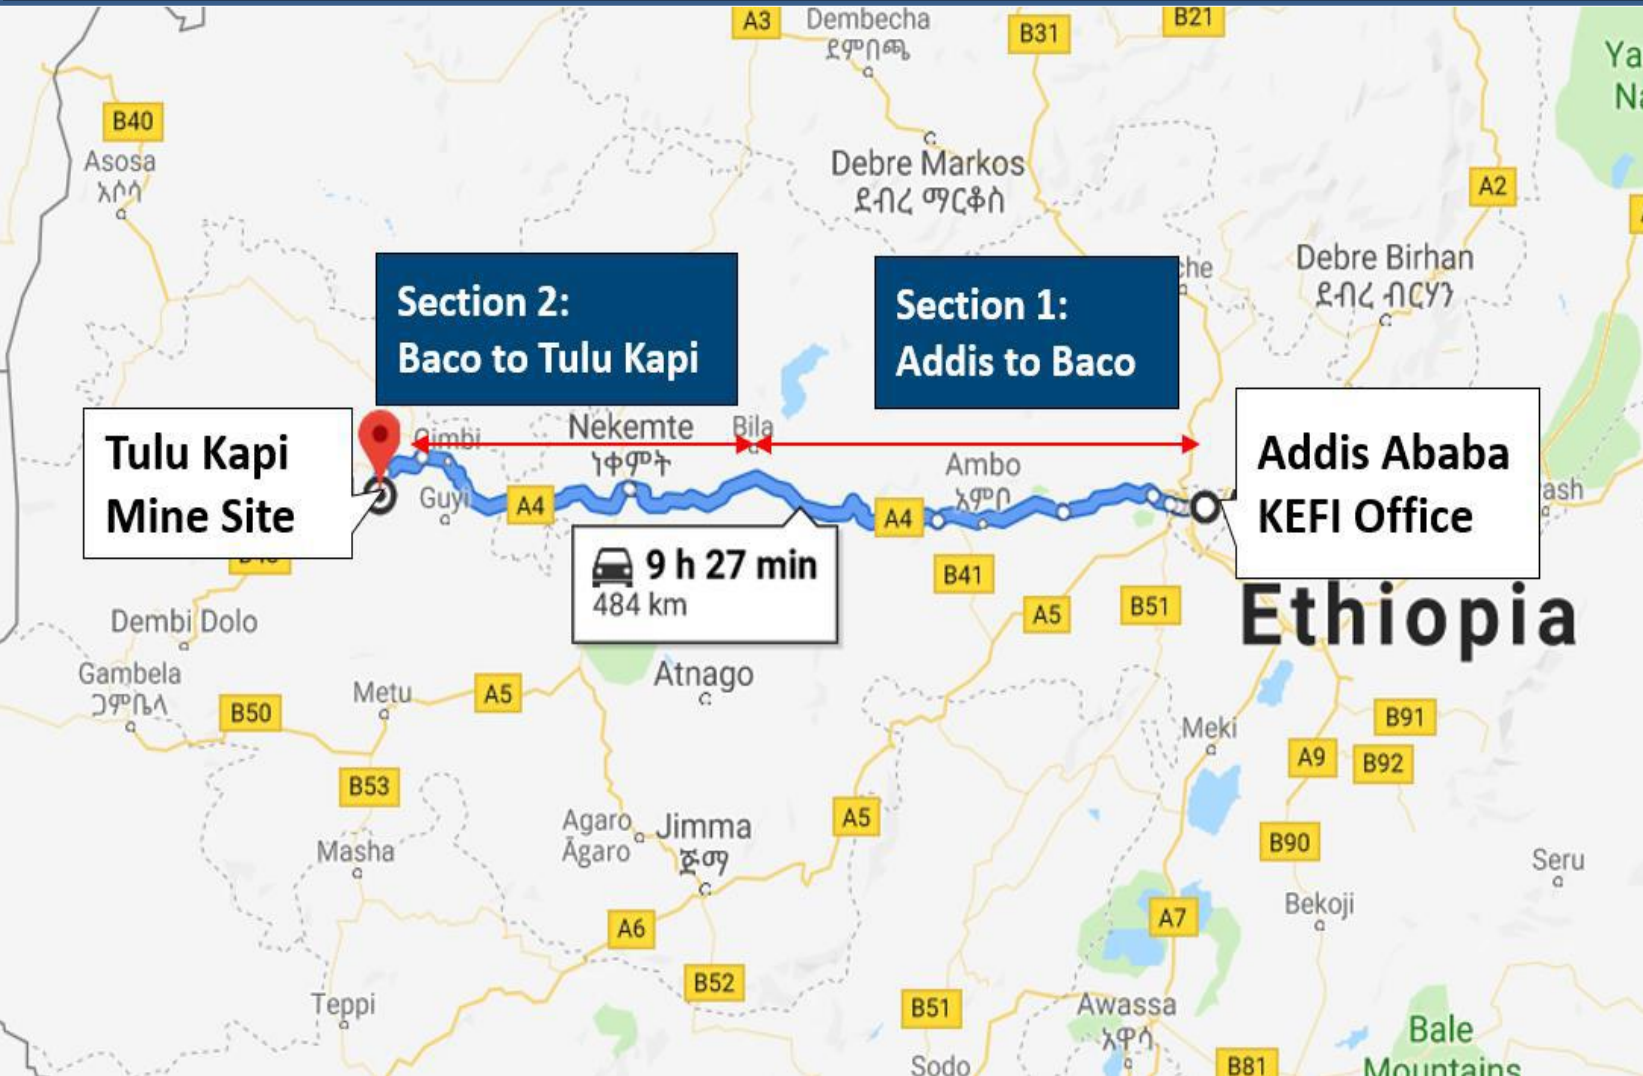 A3
Dembecha
ደምበጫ
B31
B21
B40
Asosa
አሶሳ
Debre Markos
ደብረ ማርቆስ
A2
Debre Birhan
ደብረ ብርሃን
Section 2:
Baco to Tulu Kapi
Section 1:
Addis to Baco
Tulu Kapi
Mine Site
Gimbi
Nekemte
ነቀምት
Bila
Guyi
A4
Ambo
አምቦ
A4
Addis Ababa
KEFI Office
9 h 27 min
484 km
B41
A5
B51
Ethiopia
Dembi Dolo
Gambela
ጋምቤላ
B50
Metu
A5
Atnago
B53
Meki
B91
A9
B92
Masha
Agaro
Āgaro
Jimma
ጅማ
A5
B90
Seru
Bekoji
A6
A7
B52
Teppi
B51
Awassa
አዋሳ
Sodo
B81
Bale
Mountains